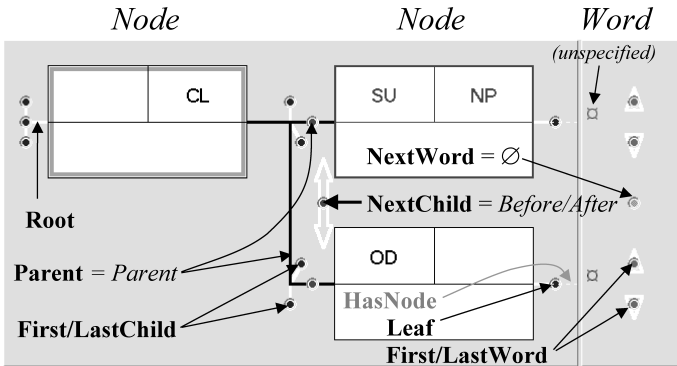 Node Node Word
(unspecified)
CL SU NP ¤
NextWord = ∅
Root
NextChild = Before/After
Parent = Parent
OD ¤
HasNode
First/LastChild
Leaf
First/LastWord